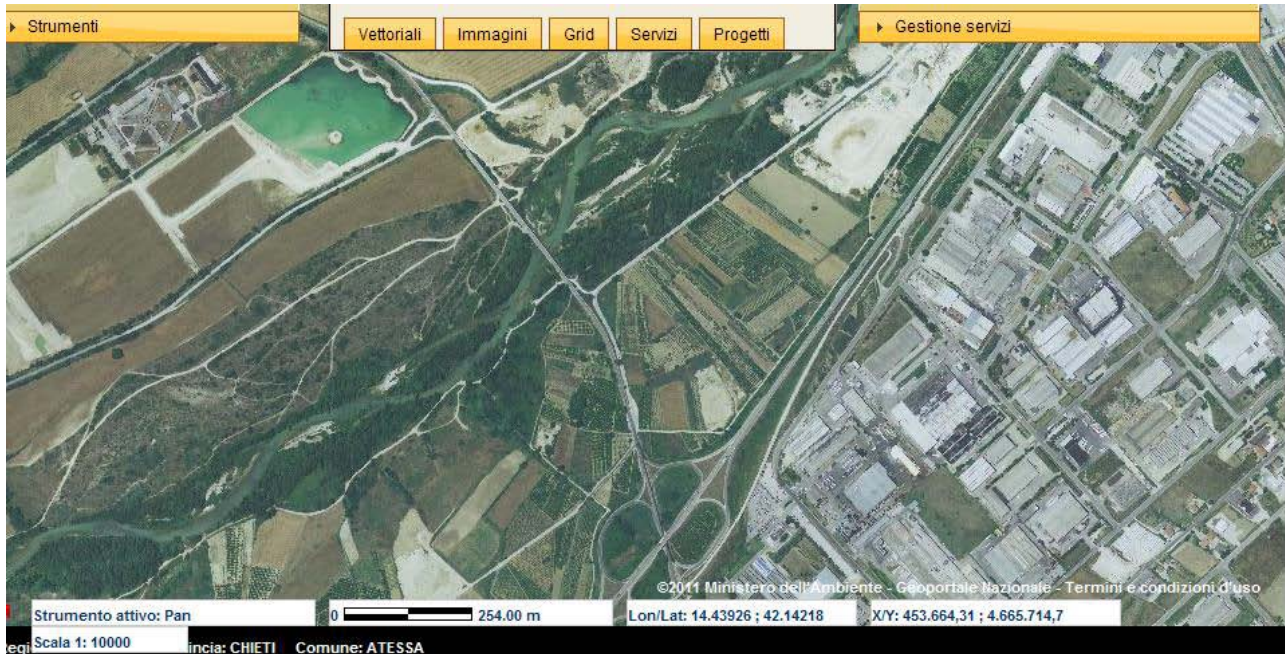 Strumenti
Vettoriali Immagini Grid Servizi Progetti
Gestione servizi
©2011 Ministero dell'Ambiente - Geoportale Nazionale - Termini e condizioni d'uso
Strumento attivo: Pan
0 254.00 m
Lon/Lat: 14.43926 ; 42.14218
X/Y: 453.664,31 ; 4.665.714,7
Scala 1: 10000
incia: CHIETI Comune: ATESSA